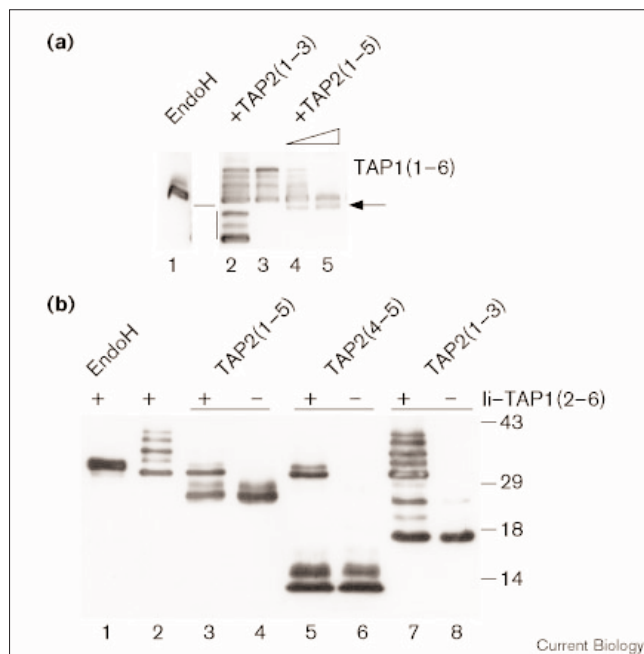 (a)
EndoH
+TAP2(1–3)
+TAP2(1–5)
TAP1(1–6)
1 2 3 4 5
(b)
EndoH
TAP2(1–5)
TAP2(4–5)
TAP2(1–3)
+ + + – + – + – Ii-TAP1(2–6)
43
29
18
14
1 2 3 4 5 6 7 8
Current Biology